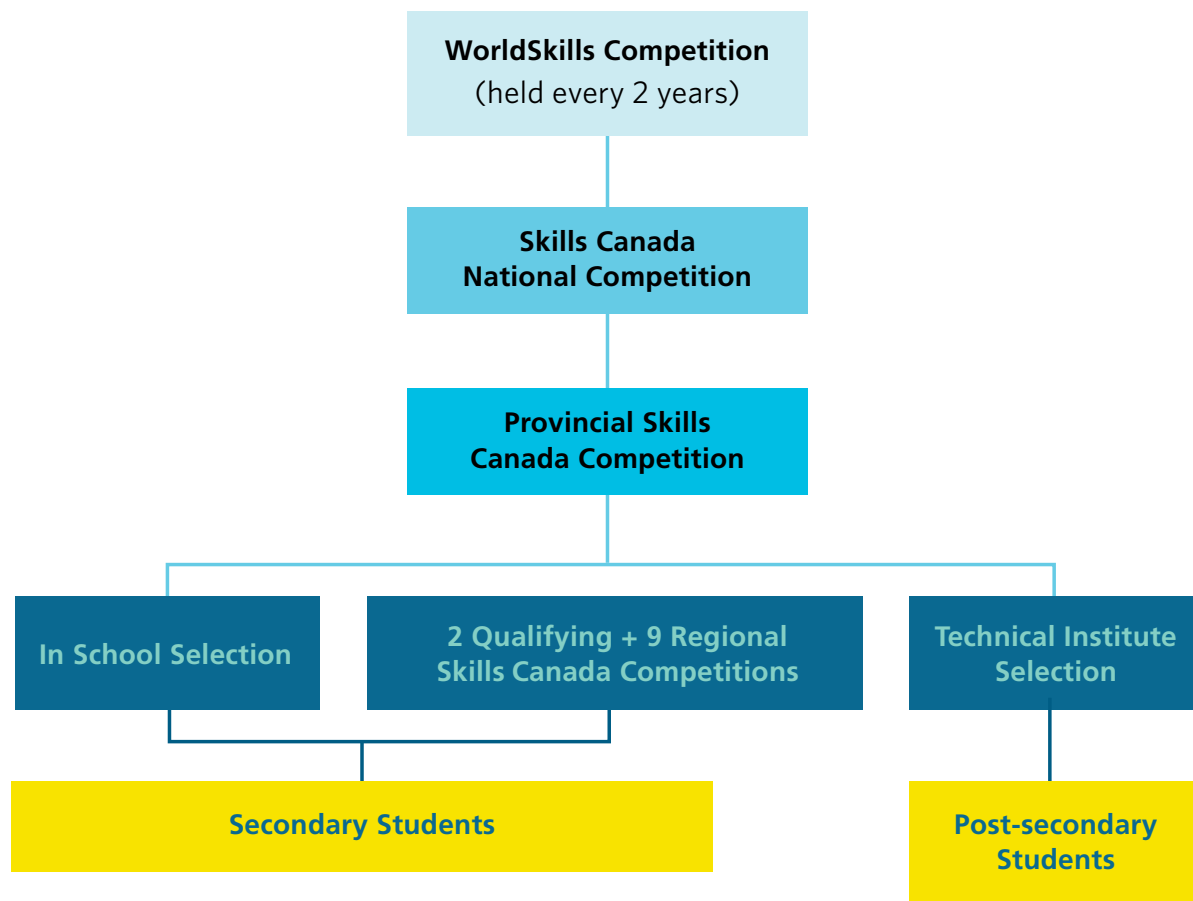 WorldSkills Competition
(held every 2 years)
Skills Canada
National Competition
Provincial Skills
Canada Competition
In School Selection
2 Qualifying + 9 Regional
Skills Canada Competitions
Technical Institute
Selection
Secondary Students
Post-secondary
Students